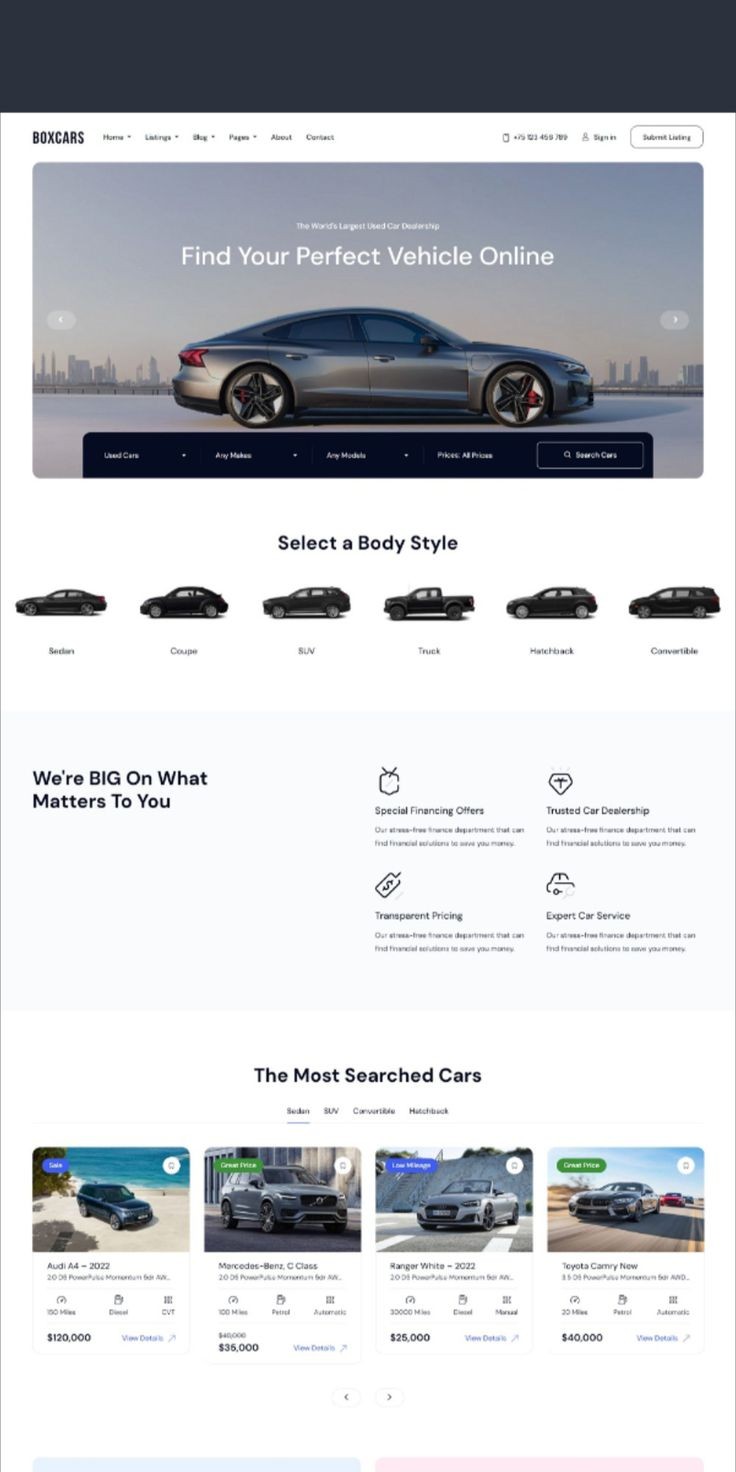 BOXCARS
Home Listings Blog Pages About Contact
+75 123 456 789 Sign in Submit Listing
The World's Largest Used Car Dealership
Find Your Perfect Vehicle Online
Used Cars Any Makes Any Models Prices: All Prices Search Cars
Select a Body Style
Sedan Coupe SUV Truck Hatchback Convertible
We're BIG On What
Matters To You
Special Financing Offers
Our stress-free finance department that can
find financial solutions to save you money.
Trusted Car Dealership
Our stress-free finance department that can
find financial solutions to save you money.
Transparent Pricing
Our stress-free finance department that can
find financial solutions to save you money.
Expert Car Service
Our stress-free finance department that can
find financial solutions to save you money.
The Most Searched Cars
Sedan SUV Convertible Hatchback
Sale
Audi A4 – 2022
2.0 D5 PowerPulse Momentum 5dr AW...
150 Miles Diesel CVT
$120,000 View Details
Great Price
Mercedes-Benz, C Class
2.0 D5 PowerPulse Momentum 5dr AW...
100 Miles Petrol Automatic
$40,000
$35,000 View Details
Low Mileage
Ranger White – 2022
2.0 D5 PowerPulse Momentum 5dr AW...
30000 Miles Diesel Manual
$25,000 View Details
Great Price
Toyota Camry New
3.5 D5 PowerPulse Momentum 5dr AWD...
20 Miles Petrol Automatic
$40,000 View Details